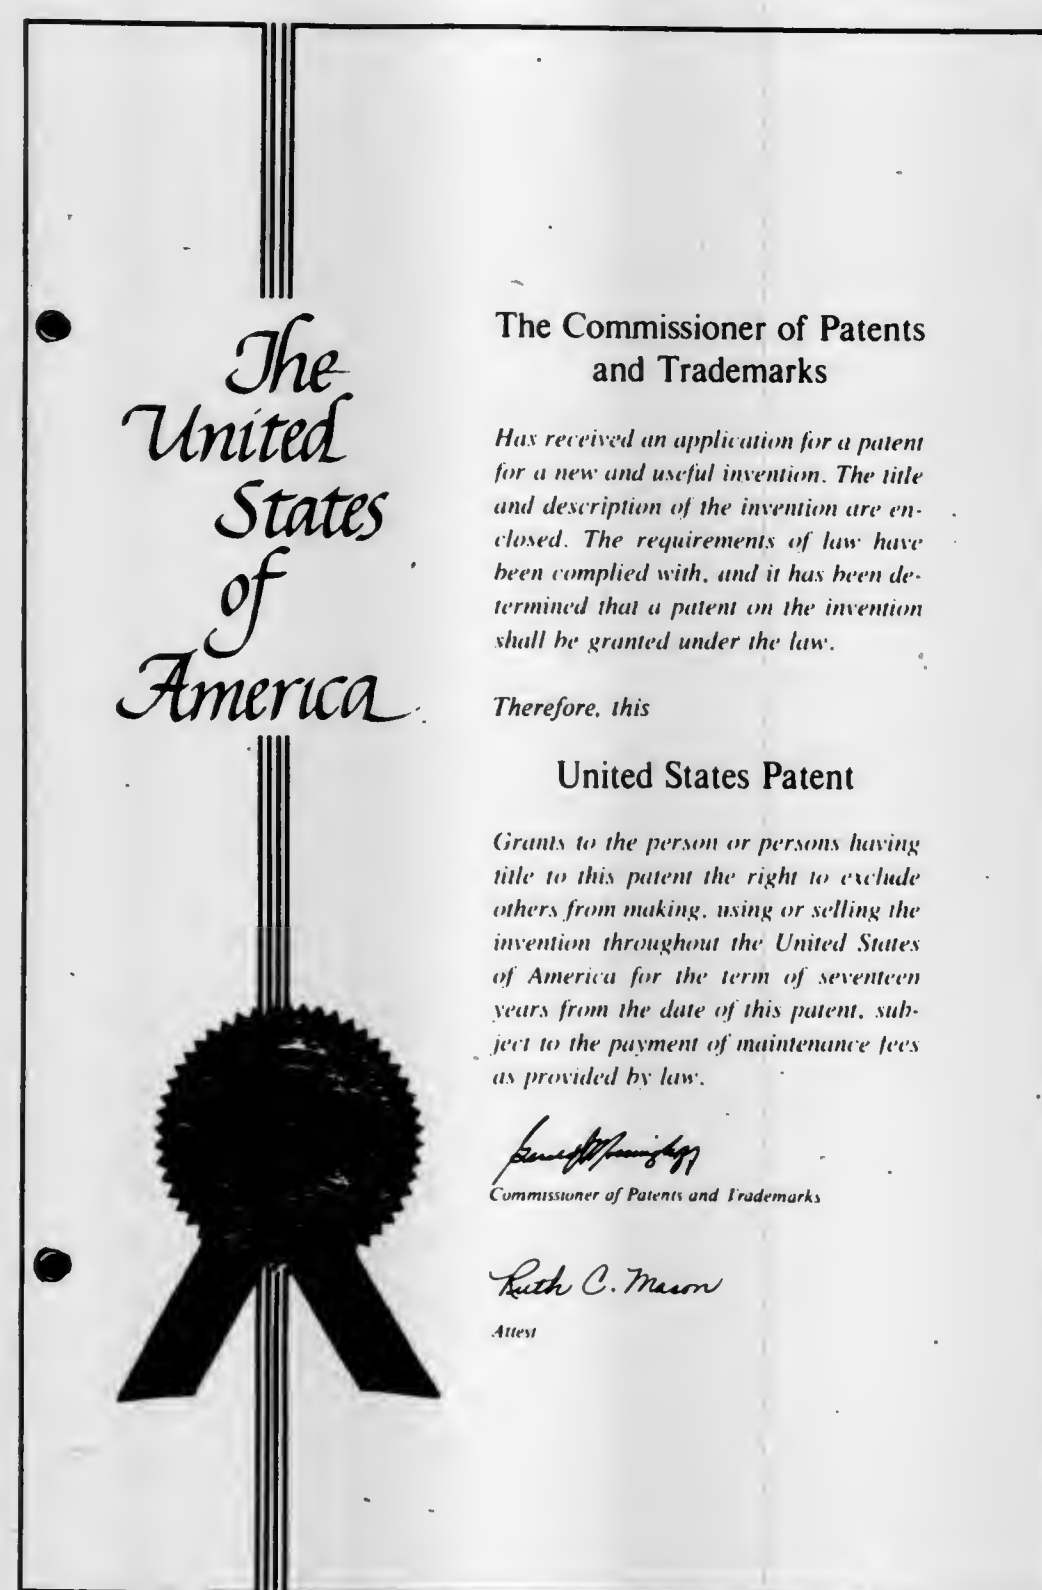 The
United
States
of
America
The Commissioner of Patents
and Trademarks
Has received an application for a patent
for a new and useful invention. The title
and description of the invention are en-
closed. The requirements of law have
been complied with, and it has been de-
termined that a patent on the invention
shall be granted under the law.
Therefore, this
United States Patent
Grants to the person or persons having
title to this patent the right to exclude
others from making, using or selling the
invention throughout the United States
of America for the term of seventeen
years from the date of this patent, sub-
ject to the payment of maintenance fees
as provided by law.
Commissioner of Patents and Trademarks
Ruth C. Mason
Attest